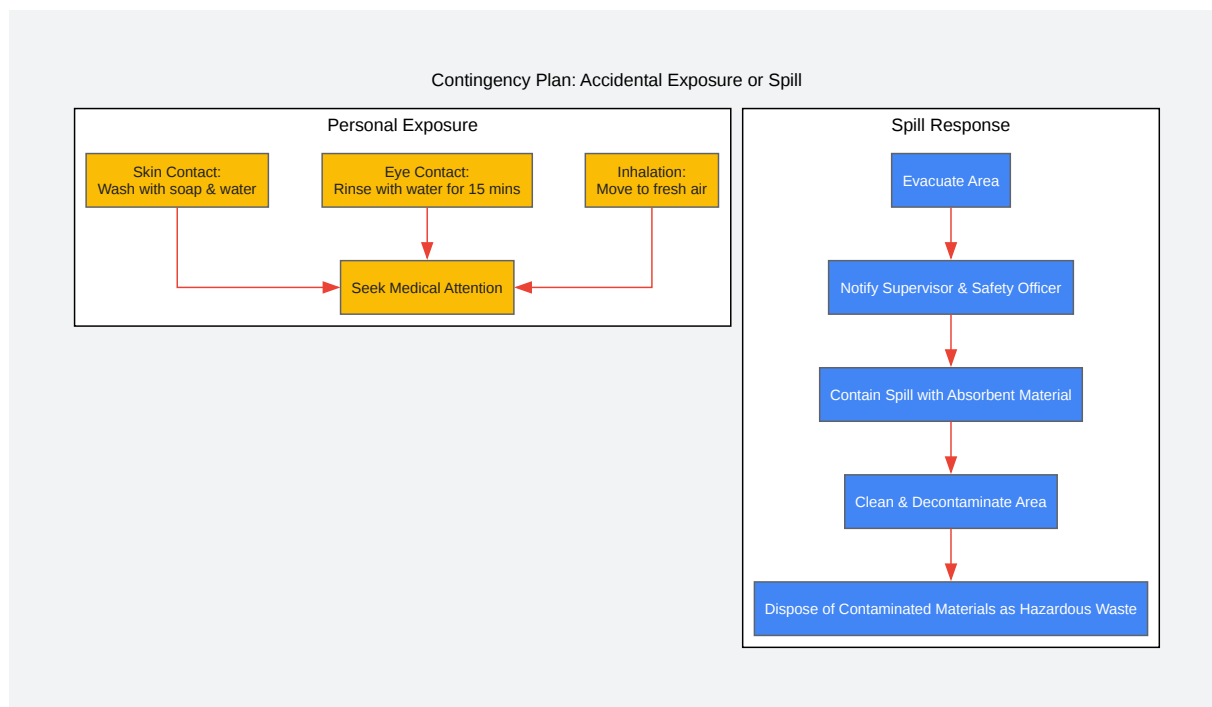 Contingency Plan: Accidental Exposure or Spill
Personal Exposure
Skin Contact:
Wash with soap & water
Eye Contact:
Rinse with water for 15 mins
Inhalation:
Move to fresh air
Seek Medical Attention
Spill Response
Evacuate Area
Notify Supervisor & Safety Officer
Contain Spill with Absorbent Material
Clean & Decontaminate Area
Dispose of Contaminated Materials as Hazardous Waste